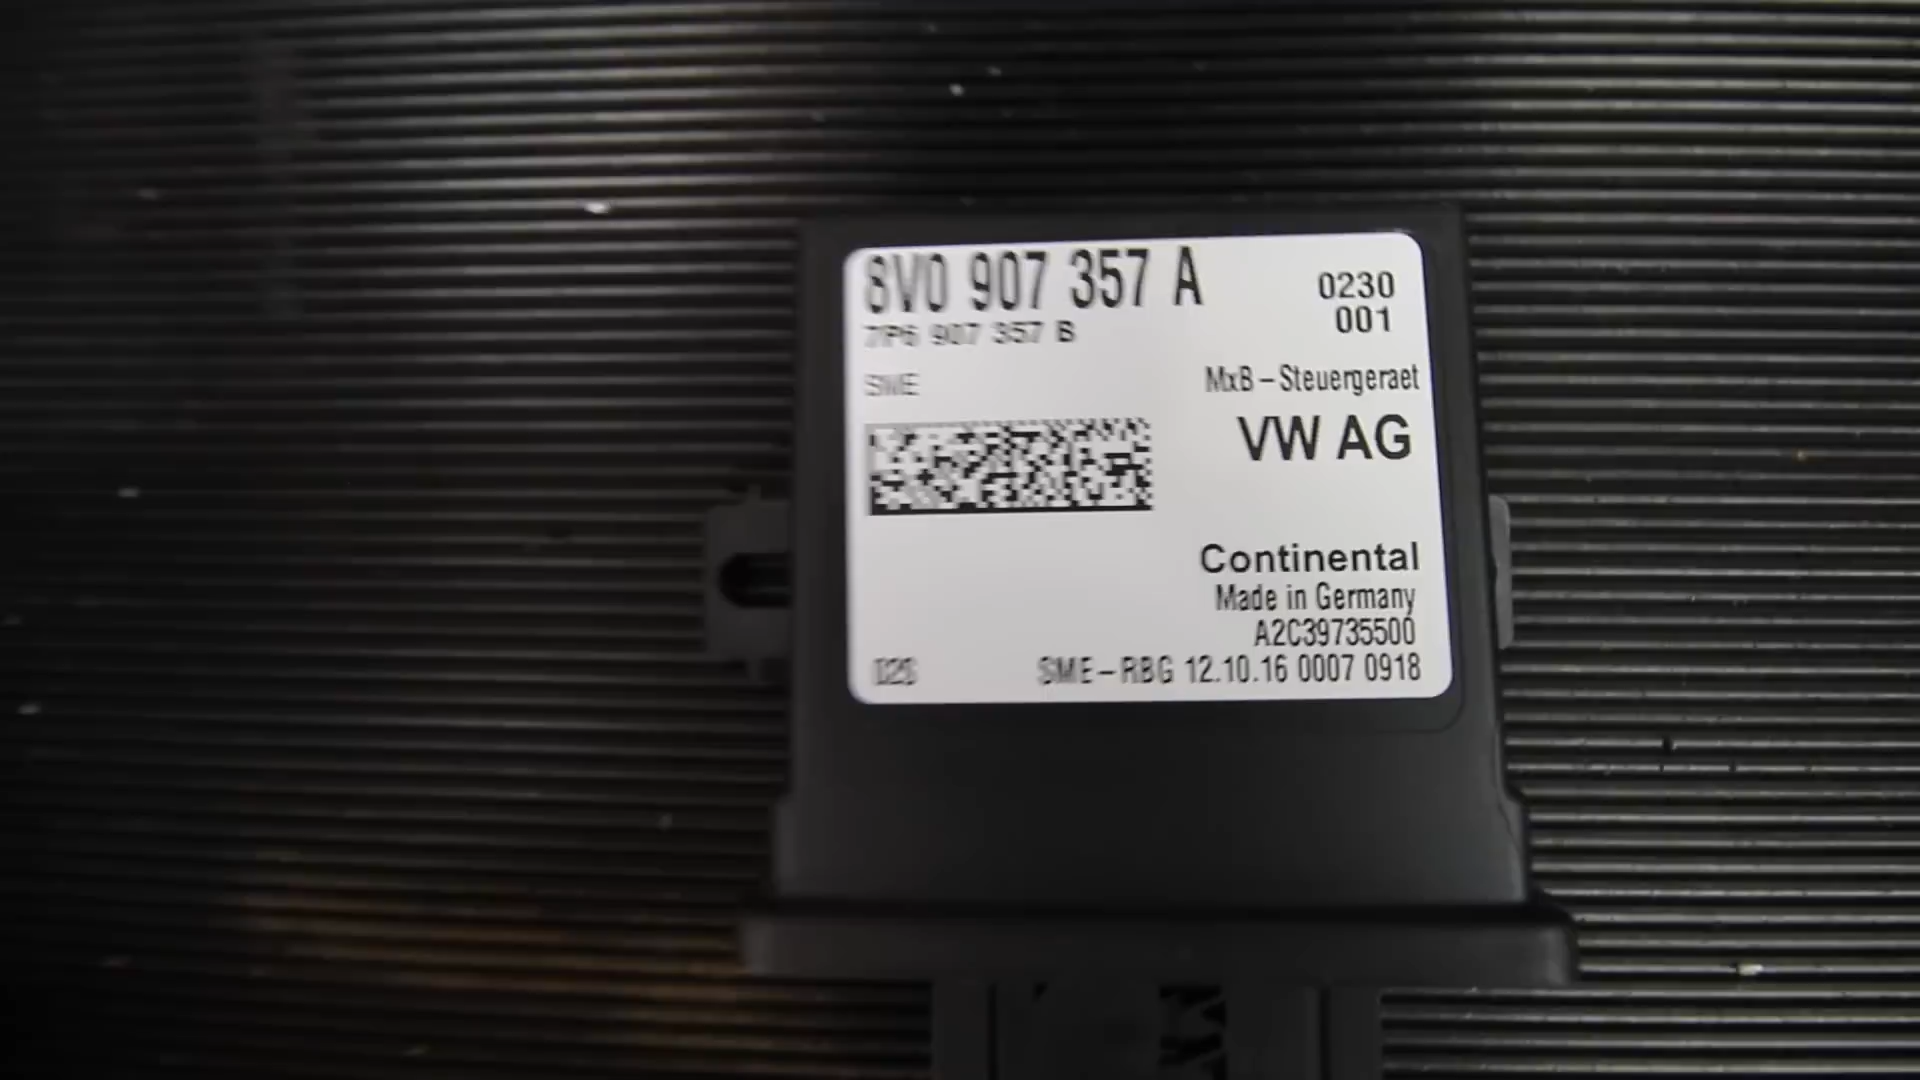 8V0 907 357 A
0230
7P6 907 357 B
001
SME
MxB-Steuergeraet
VW AG
Continental
Made in Germany
A2C39735500
SME-RBG 12.10.16 0007 0918